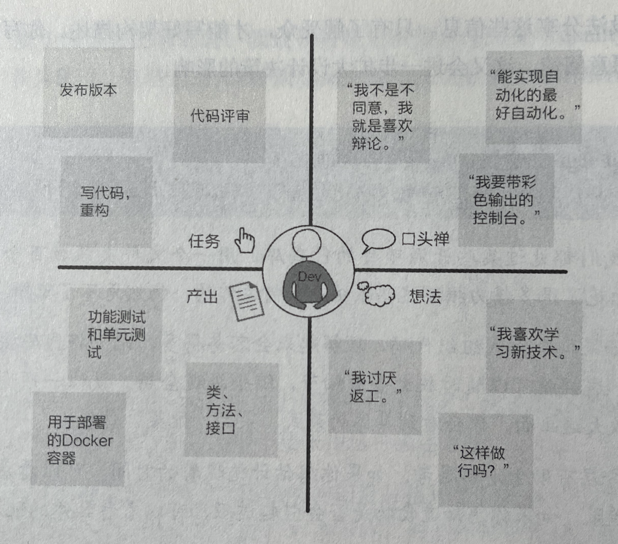 发布版本
代码评审
写代码，
重构
任务
“我不是不
同意，我
就是喜欢
辩论。”
“能实现自
动化的最
好自动化。”
“我要带彩
色输出的
控制台。”
口头禅
Dev
产出
功能测试
和单元测
试
类、
方法、
接口
用于部署
的Docker
容器
想法
“我喜欢学
习新技术。”
“我讨厌
返工。”
“这样做
行吗？”